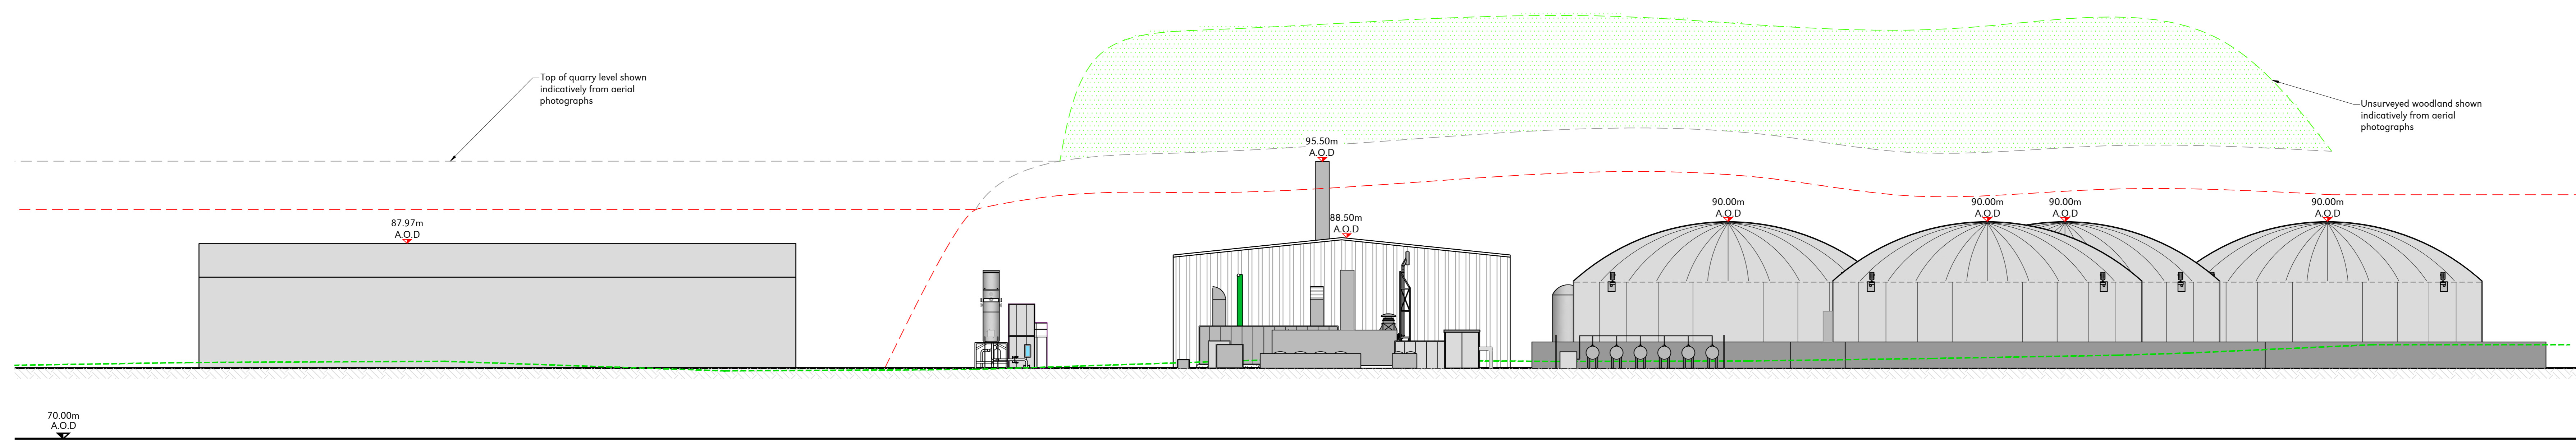 Top of quarry level shown
indicatively from aerial
photographs
Unsurveyed woodland shown
indicatively from aerial
photographs
95.50m
A.O.D
87.97m
A.O.D
88.50m
A.O.D
90.00m
A.O.D
90.00m
A.O.D
90.00m
A.O.D
90.00m
A.O.D
70.00m
A.O.D